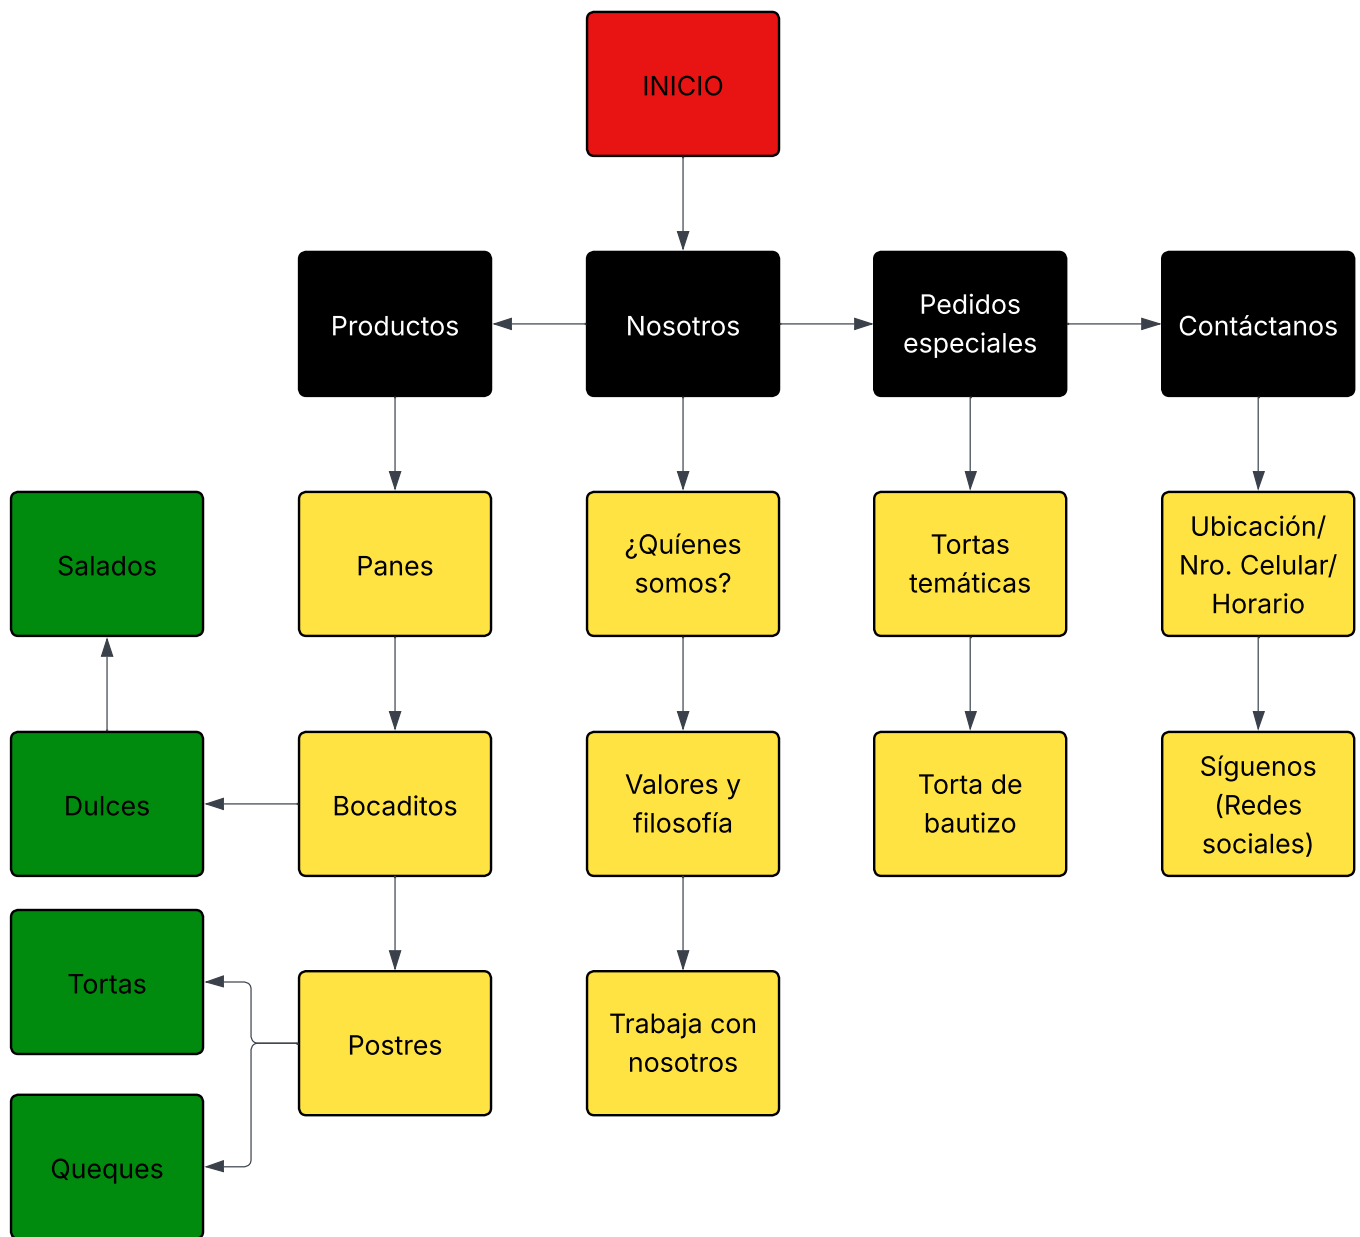 INICIO
Productos
Nosotros
Pedidos
especiales
Contáctanos
Salados
Panes
¿Quíenes
somos?
Tortas
temáticas
Ubicación/
Nro. Celular/
Horario
Dulces
Bocaditos
Valores y
filosofía
Torta de
bautizo
Síguenos
(Redes
sociales)
Tortas
Postres
Trabaja con
nosotros
Queques